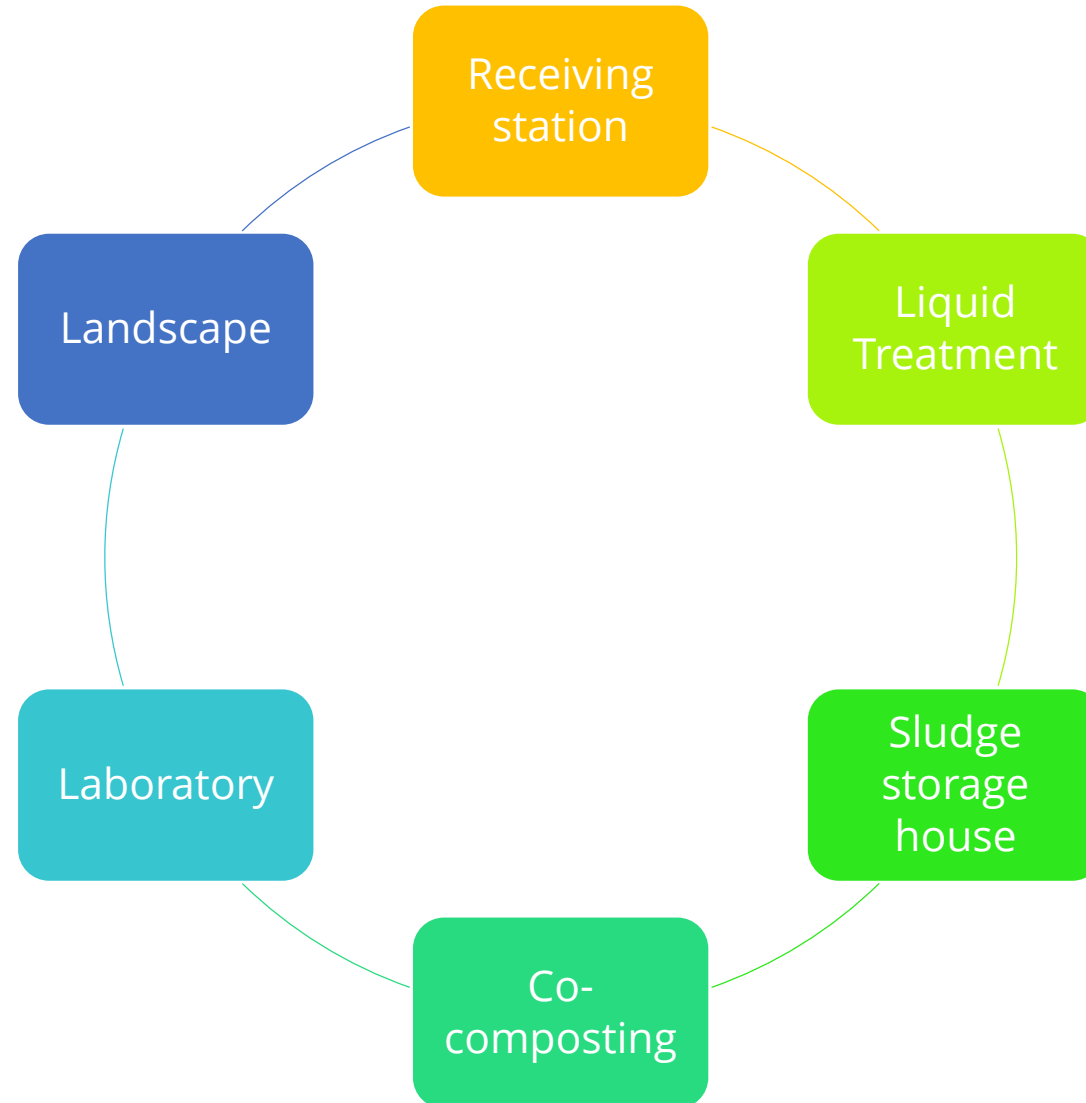 Receiving
station
Liquid
Treatment
Sludge
storage
house
Co-
composting
Laboratory
Landscape